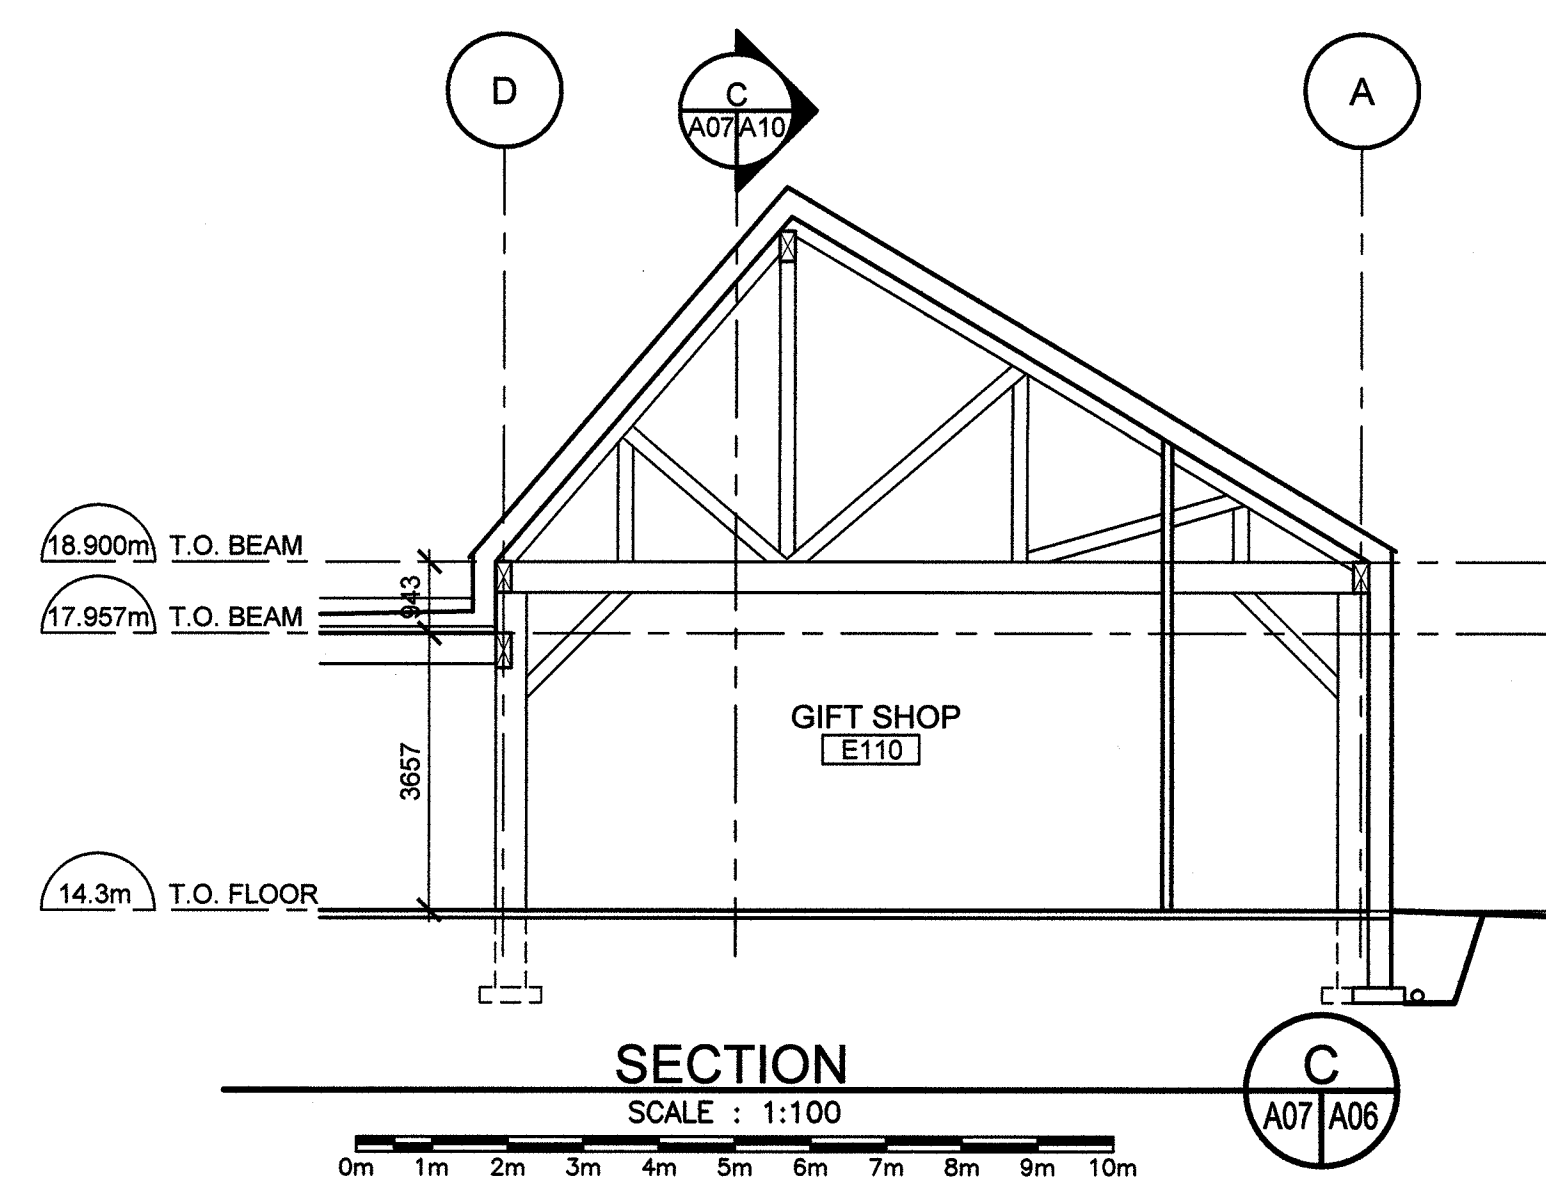 D
C
A
A07 A10
18.900m T.O. BEAM
943
17.957m T.O. BEAM
GIFT SHOP
E110
3657
14.3m T.O. FLOOR
SECTION
C
SCALE : 1:100
A07 A06
0m 1m 2m 3m 4m 5m 6m 7m 8m 9m 10m